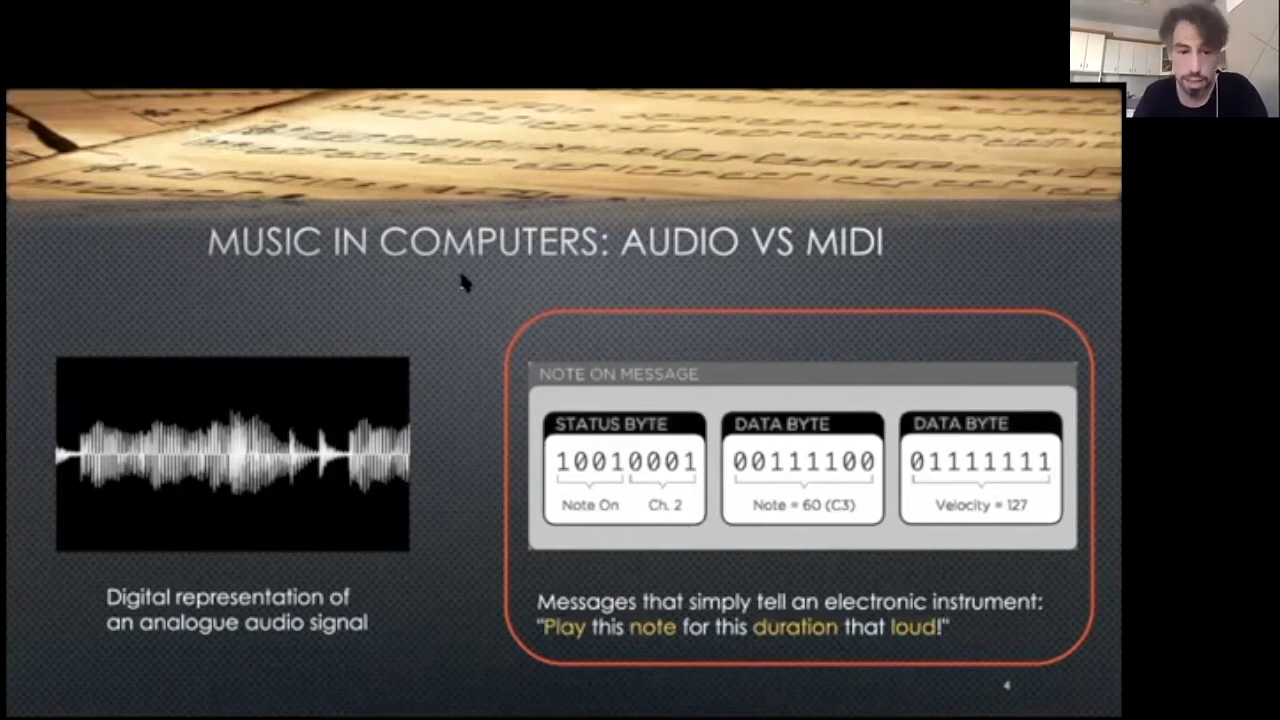 MUSIC IN COMPUTERS: AUDIO VS MIDI
NOTE ON MESSAGE
STATUS BYTE
10010001
Note On Ch. 2
DATA BYTE
00111100
Note = 60 (C3)
DATA BYTE
01111111
Velocity = 127
Digital representation of
an analogue audio signal
Messages that simply tell an electronic instrument:
"Play this note for this duration that loud!"
4